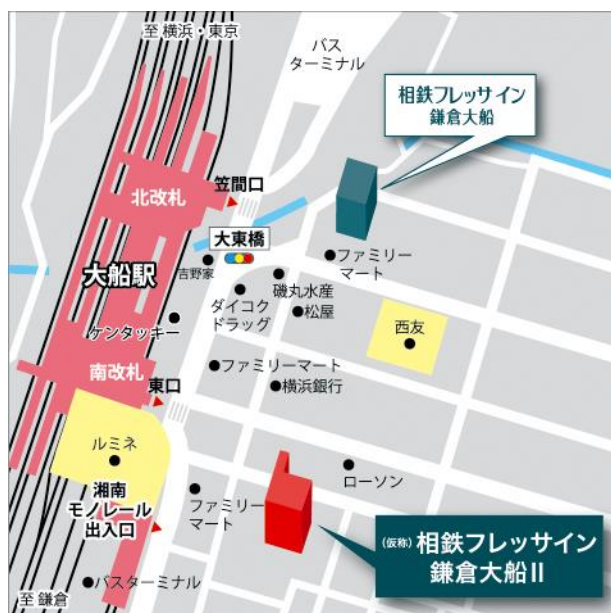 至 横浜・東京
バス
ターミナル
相鉄フレッサイン
鎌倉大船
北改札
笠間口
大東橋
吉野家
ファミリー
マート
大船駅
磯丸水産
ダイコク
ドラッグ
松屋
ケンタッキー
西友
南改札
ファミリーマート
東口
横浜銀行
ルミネ
ローソン
湘南
モノレール
出入口
ファミリー
マート
(仮称)相鉄フレッサイン
鎌倉大船II
バスターミナル
至 鎌倉